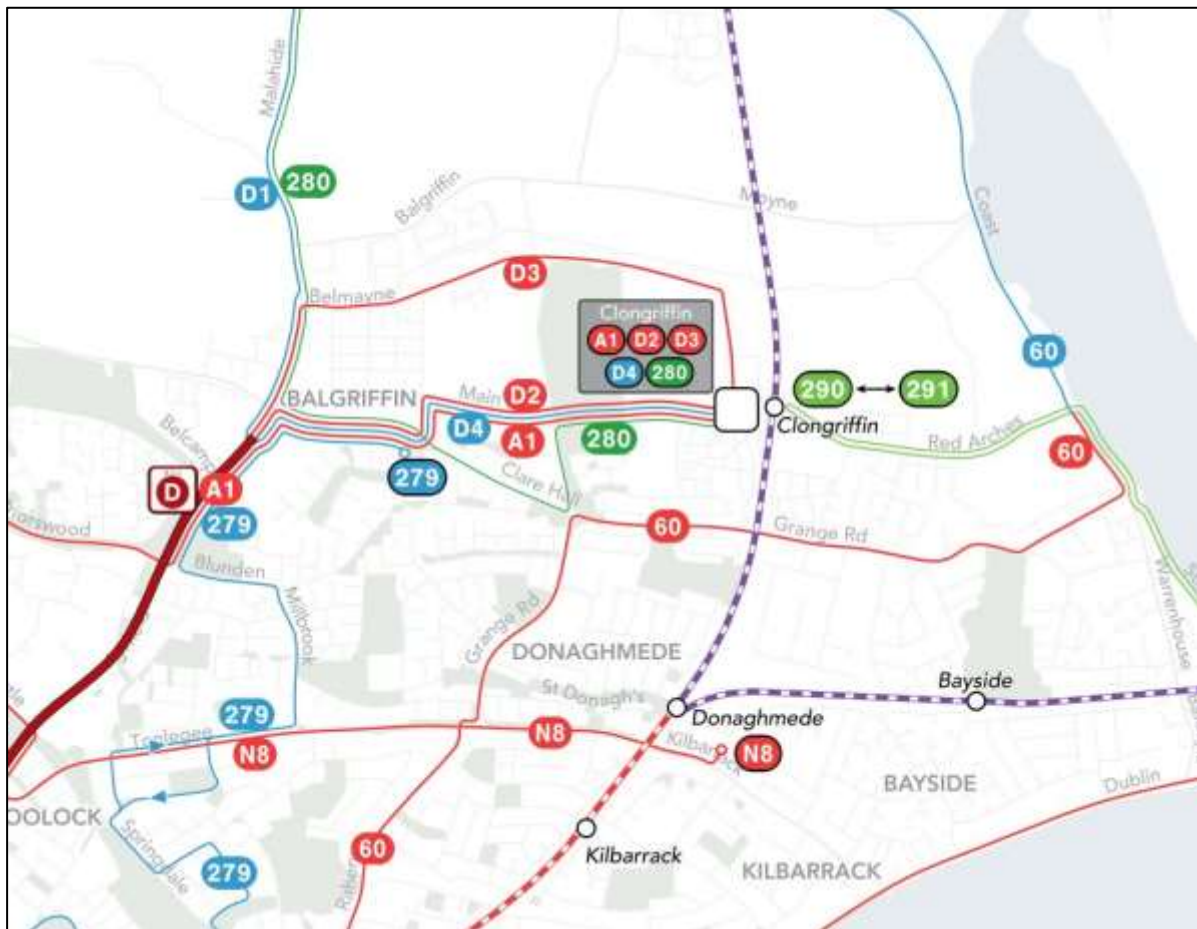 Malahide
D1
280
Balgriffin
Moyne
Coast
D3
Belmayne
Clongriffin
A1 D2 D3
D4 280
60
BALGRIFFIN
Main
D2
290
291
D4
A1
280
Clongriffin
Red Arches
60
Belcamp
279
Clare Hall
D
A1
279
60
Grange Rd
Blunden
Millbrook
Grange Rd
DONAGHMEDE
Warrenhouse
St Donagh's
Bayside
Donaghmede
279
N8
N8
Kilbarrack
N8
BAYSIDE
Dublin
OOLOCK
Springdale
60
Kilbarrack
279
KILBARRACK